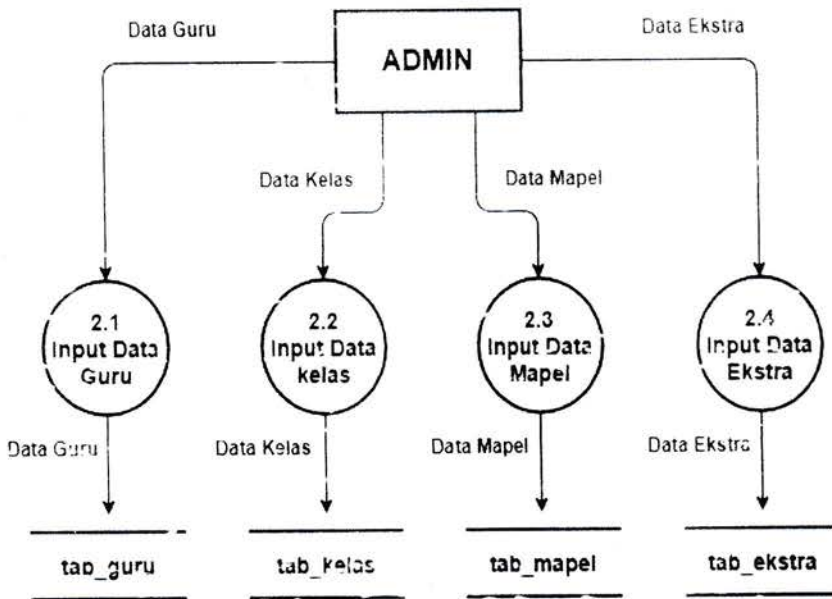 Data Guru
ADMIN
Data Ekstra
Data Kelas
Data Mapel
2.1
Input Data
Guru
2.2
Input Data
kelas
2.3
Input Data
Mapel
2.4
Input Data
Ekstra
Data Guru
Data Kelas
Data Mapel
Data Ekstra
tab_guru
tab_kelas
tab_mapel
tab_ekstra